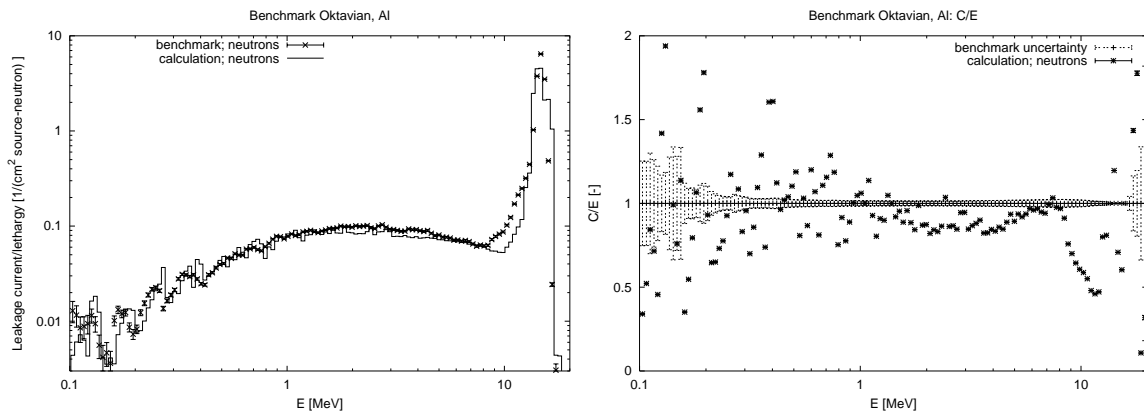 Benchmark Oktavian, Al
benchmark; neutrons
calculation; neutrons
Leakage current/lethargy [1/(cm² source-neutron) ]
10
1
0.1
0.01
0.1
1
10
E [MeV]
Benchmark Oktavian, Al: C/E
benchmark uncertainty
calculation; neutrons
C/E [-]
2
1.5
1
0.5
0
0.1
1
10
E [MeV]